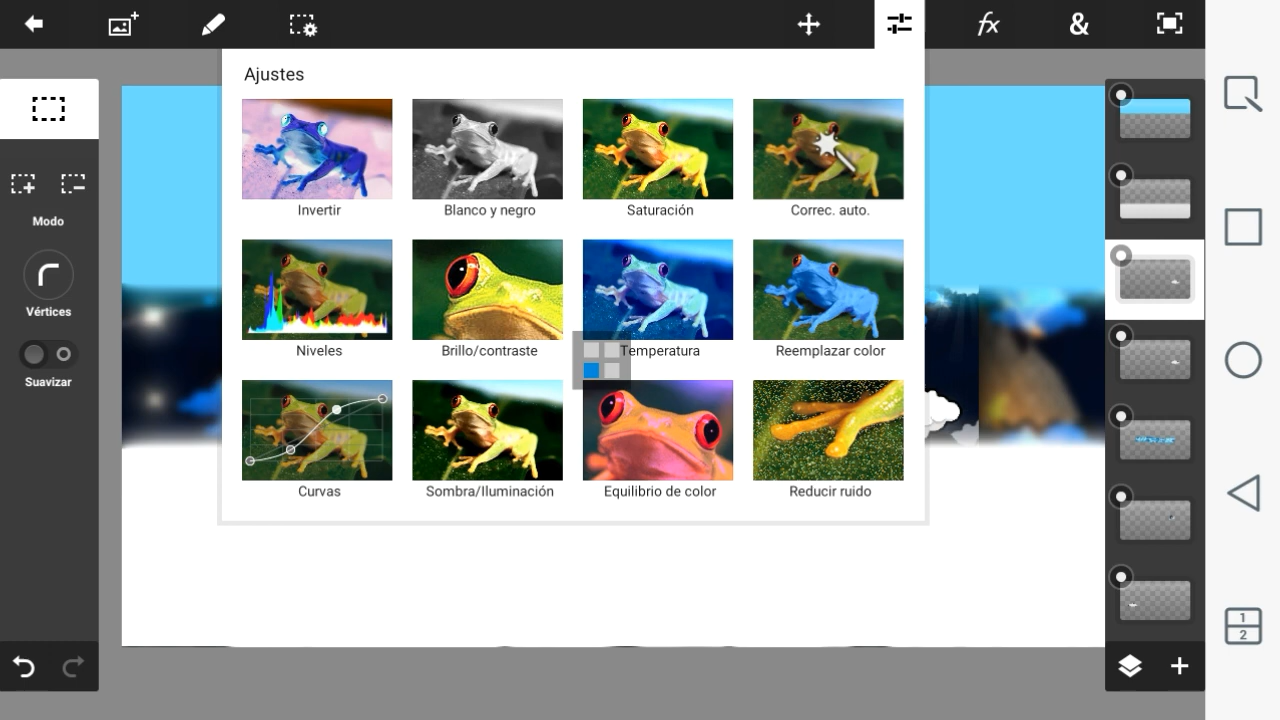 fx
&
Ajustes
Invertir
Blanco y negro
Saturación
Correc. auto.
Modo
Vértices
Niveles
Brillo/contraste
Temperatura
Reemplazar color
Suavizar
Curvas
Sombra/Iluminación
Equilibrio de color
Reducir ruido
1
2